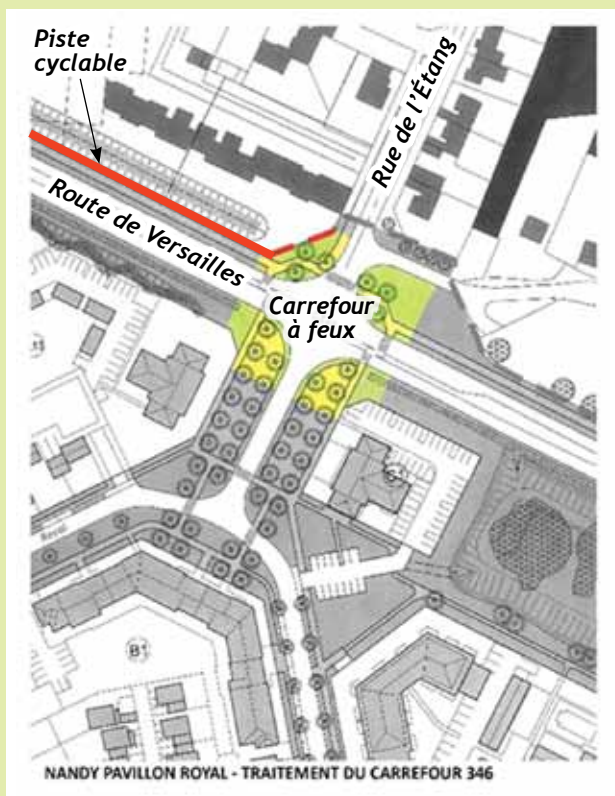 Piste
cyclable
Rue de l'Étang
Route de Versailles
Carrefour
à feux
B1
NANDY PAVILLON ROYAL - TRAITEMENT DU CARREFOUR 346